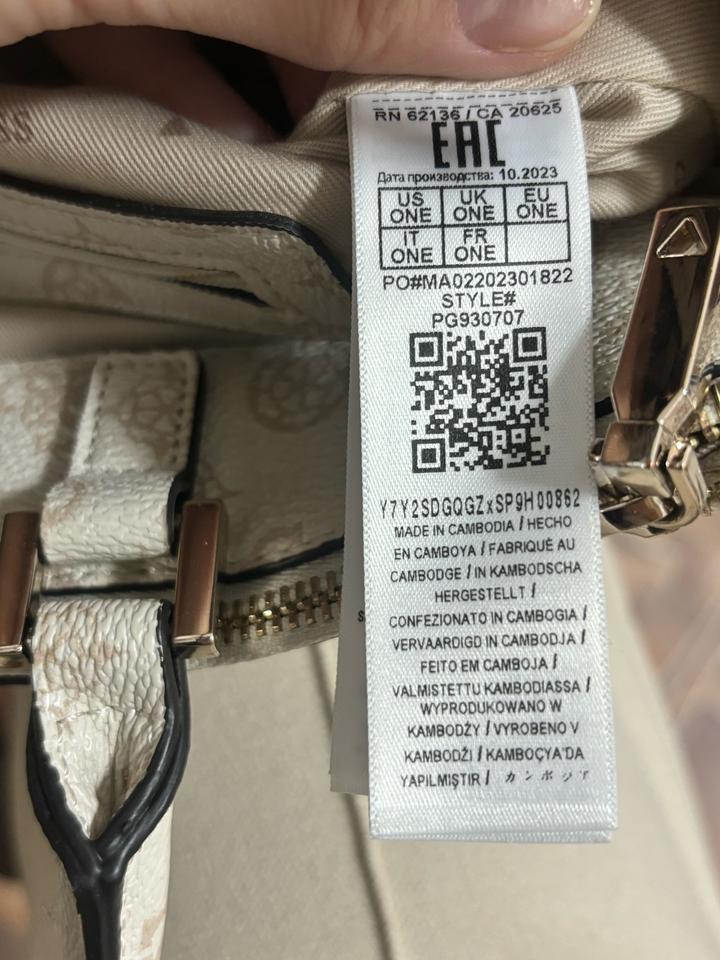 RN 62136 / CA 20625
EAC
Дата производства: 10.2023
US ONE UK ONE EU ONE
IT ONE FR ONE
PO#MA02202301822
STYLE#
PG930707
Y7Y2SDGQGZxSP9H00862
MADE IN CAMBODIA / HECHO
EN CAMBOYA / FABRIQUÉ AU
CAMBODGE / IN KAMBODSCHA
HERGESTELLT /
CONFEZIONATO IN CAMBOGIA /
VERVAARDIGD IN CAMBODJA /
FEITO EM CAMBOJA /
VALMISTETTU KAMBODIASSA /
WYPRODUKOWANO W
KAMBODŻY / VYROBENO V
KAMBODŽI / KAMBOÇYA'DA
YAPILMIŞTIR / カンボジア